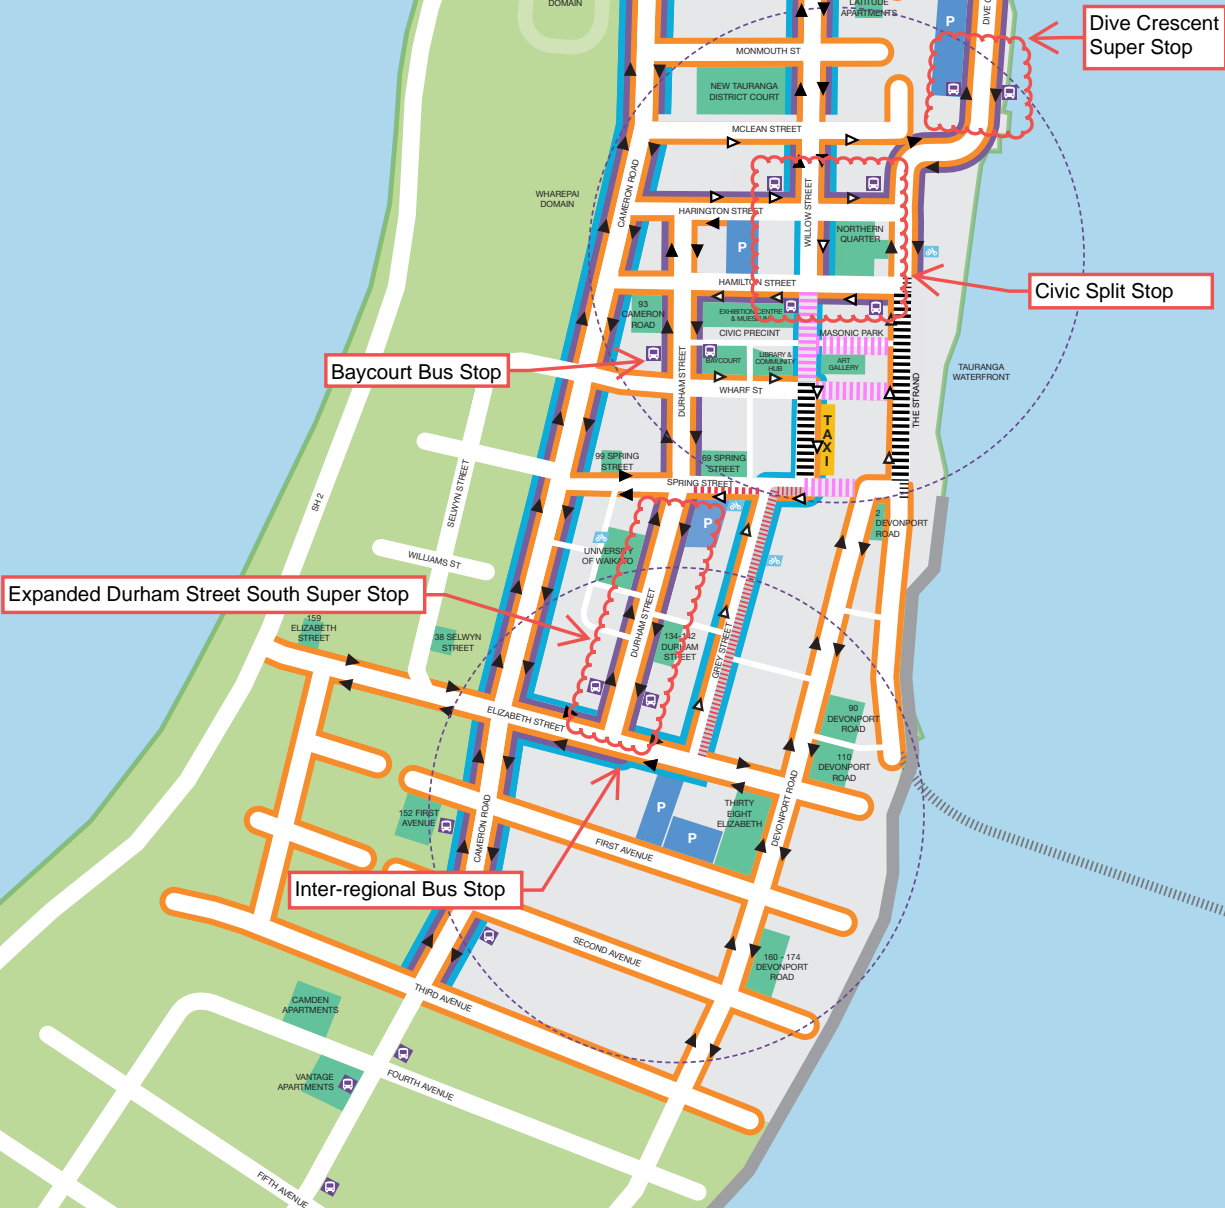 DOMAIN
LATITUDE
APARTMENTS
P
DIVE C
Dive Crescent
Super Stop
MONMOUTH ST
NEW TAURANGA
DISTRICT COURT
MCLEAN STREET
CAMERON ROAD
WHAREPAI
DOMAIN
HARINGTON STREET
WILLOW STREET
NORTHERN
QUARTER
P
HAMILTON STREET
Civic Split Stop
93
CAMERON
ROAD
EXHIBITION CENTRE
& MUESUM
CIVIC PRECINT
MASONIC PARK
Baycourt Bus Stop
BAYCOURT
LIBRARY &
COMMUNITY
HUB
ART
GALLERY
TAURANGA
WATERFRONT
DURHAM STREET
WHARF ST
THE STRAND
TAXI
99 SPRING
STREET
69 SPRING
STREET
SPRING STREET
SELWYN STREET
SH 2
P
2
DEVONPORT
ROAD
UNIVERSITY
OF WAIKATO
WILLIAMS ST
Expanded Durham Street South Super Stop
159
ELIZABETH
STREET
38 SELWYN
STREET
DURHAM STREET
134-142
DURHAM
STREET
GREY STREET
ELIZABETH STREET
90
DEVONPORT
ROAD
110
DEVONPORT
ROAD
152 FIRST
AVENUE
CAMERON ROAD
P
P
THIRTY
EIGHT
ELIZABETH
DEVONPORT ROAD
FIRST AVENUE
Inter-regional Bus Stop
SECOND AVENUE
160 - 174
DEVONPORT
ROAD
THIRD AVENUE
CAMDEN
APARTMENTS
VANTAGE
APARTMENTS
FOURTH AVENUE
FIFTH AVENUE